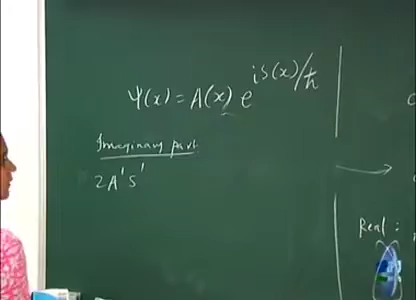 Ψ(x) = A(x) e^{iS(x)/ħ}
Imaginary part
2A'S'
Real :